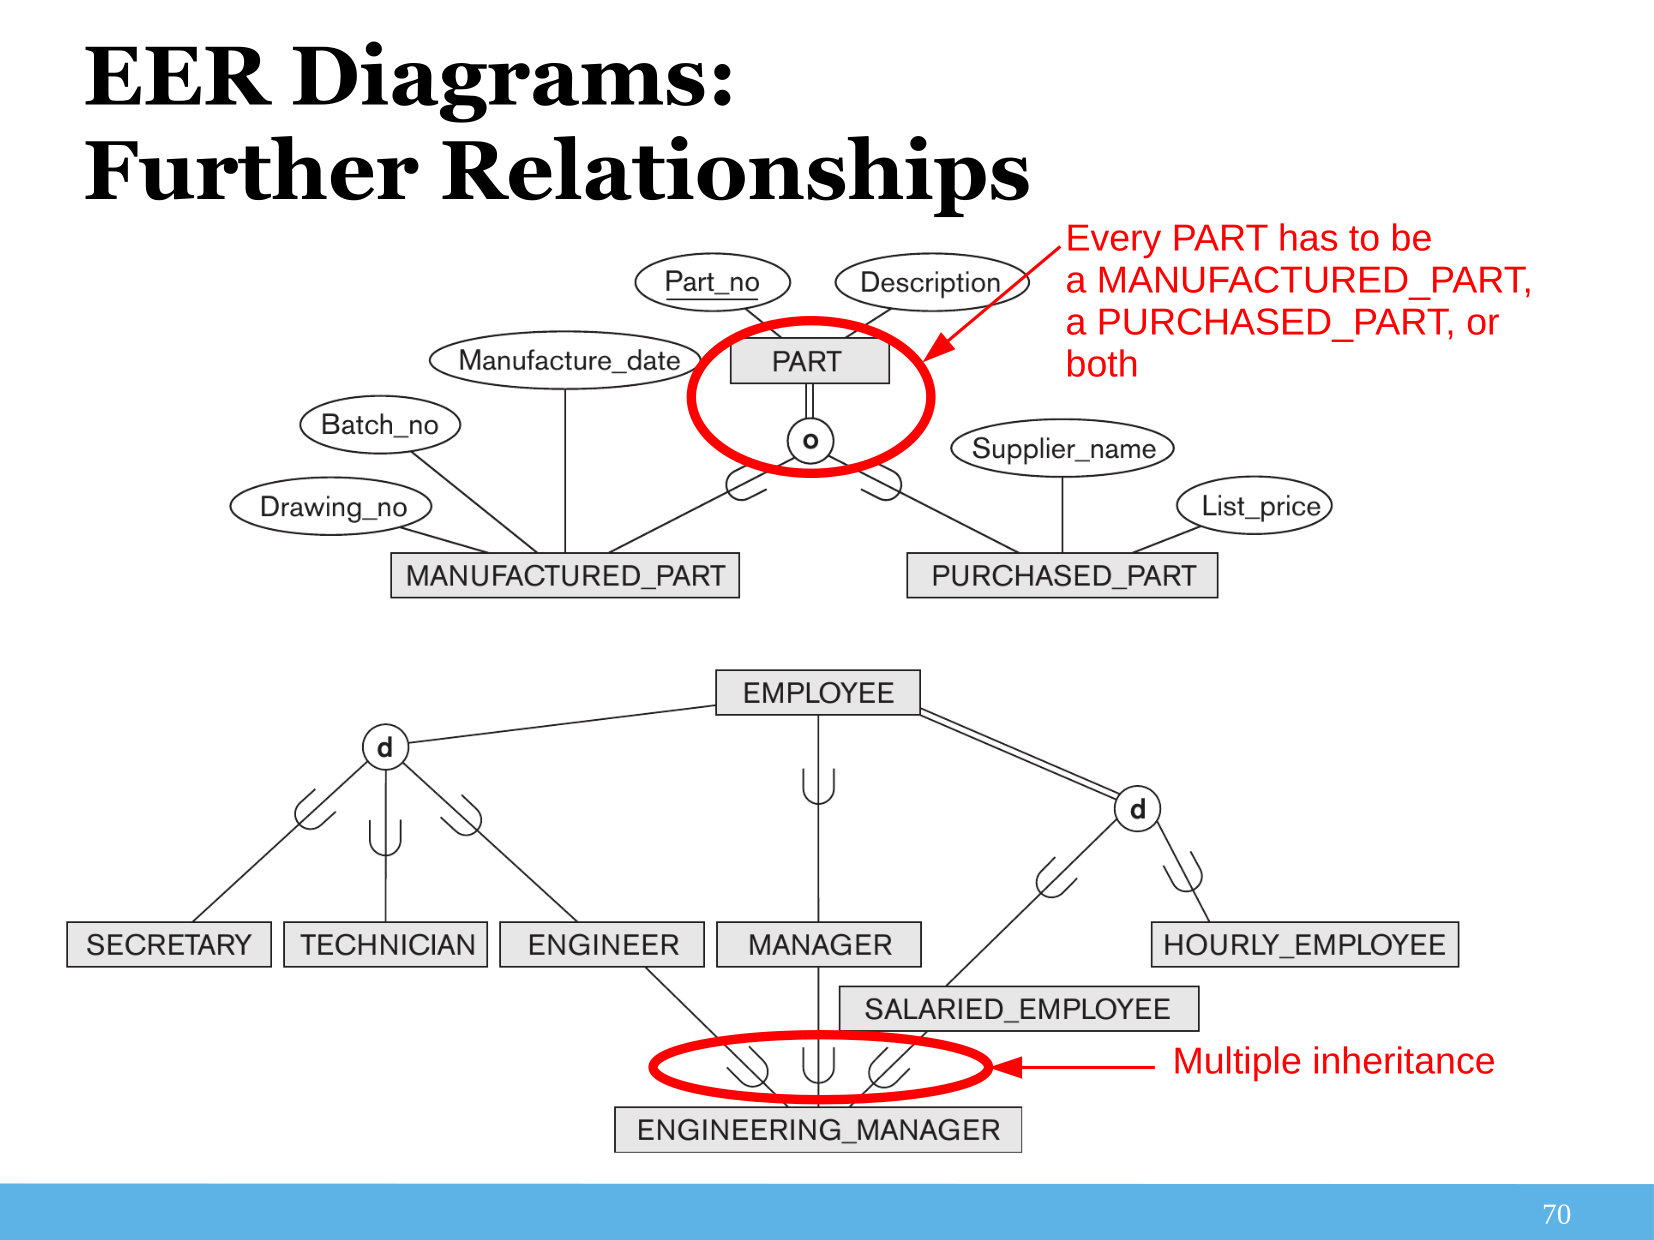 EER Diagrams:
Further Relationships
Every PART has to be
a MANUFACTURED_PART,
a PURCHASED_PART, or
both
Part_no
Description
Manufacture_date
PART
Batch_no
o
Supplier_name
Drawing_no
List_price
MANUFACTURED_PART
PURCHASED_PART
EMPLOYEE
d
d
SECRETARY
TECHNICIAN
ENGINEER
MANAGER
HOURLY_EMPLOYEE
SALARIED_EMPLOYEE
Multiple inheritance
ENGINEERING_MANAGER
70